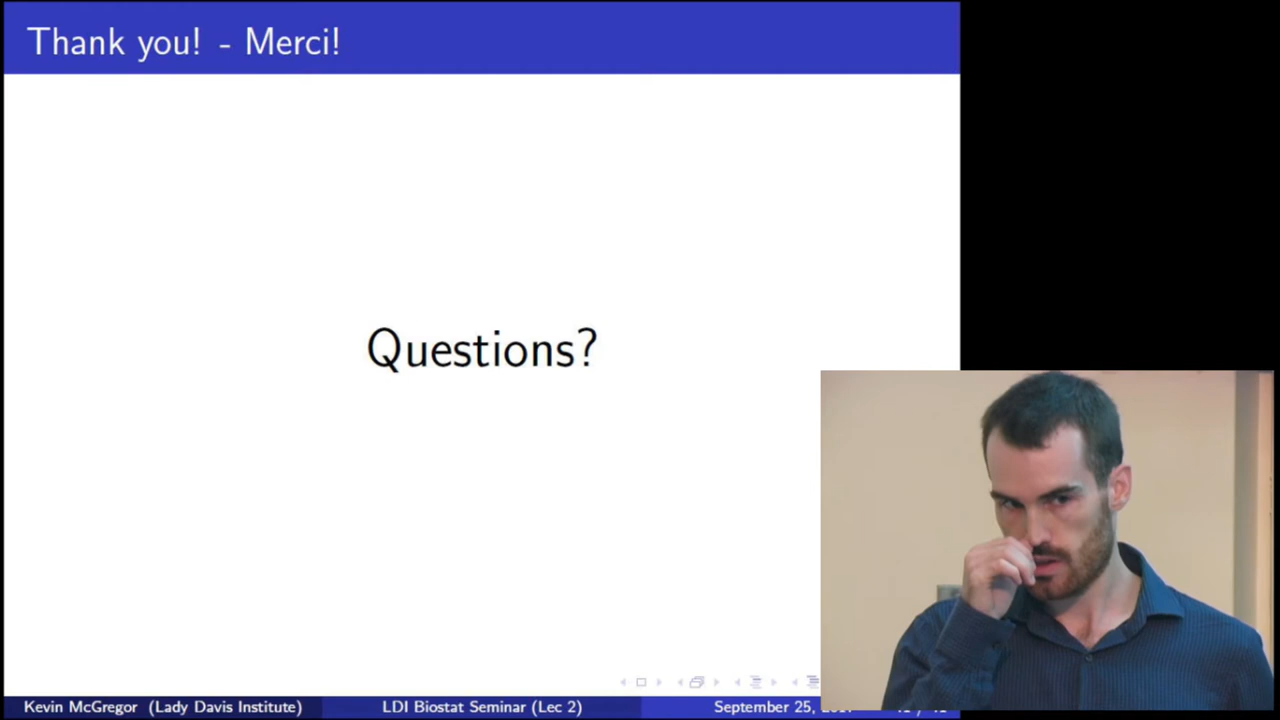 Thank you! - Merci!
Questions?
Kevin McGregor (Lady Davis Institute) LDI Biostat Seminar (Lec 2) September 25,